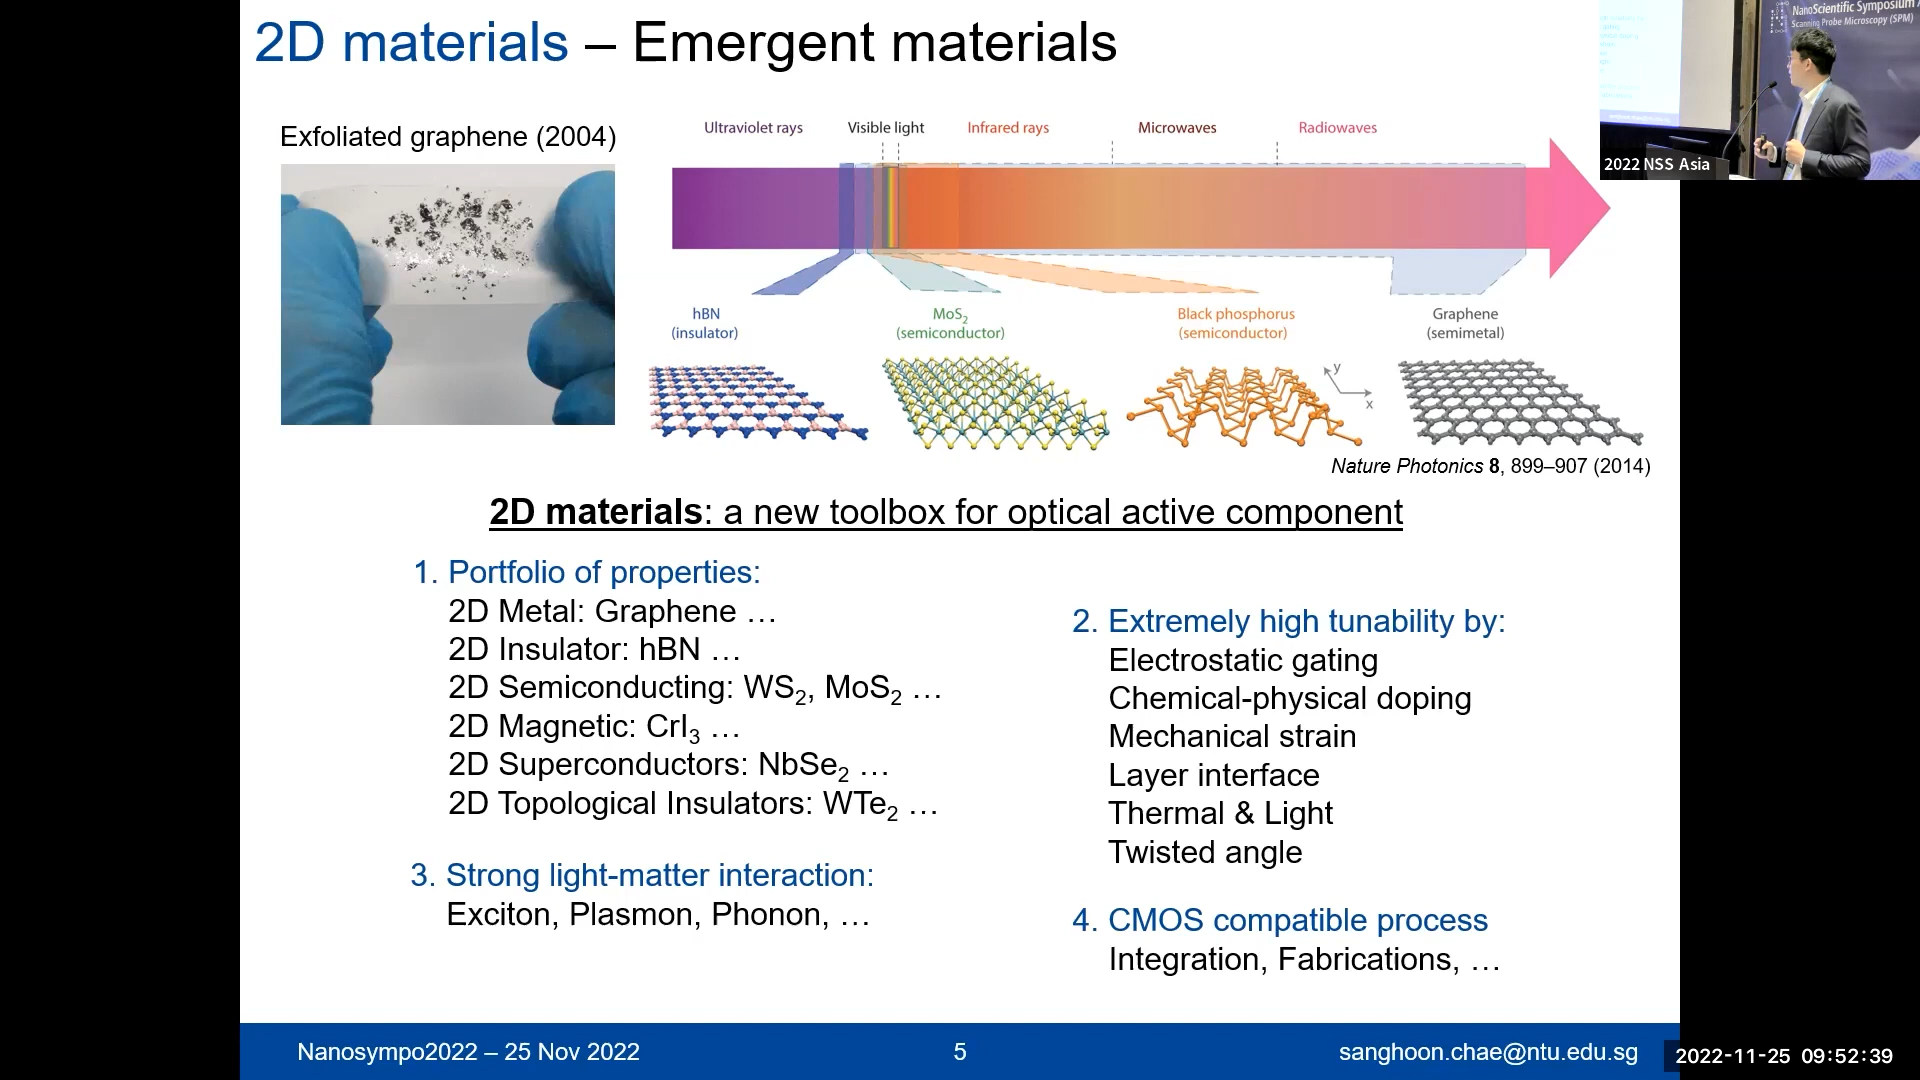 2D materials – Emergent materials
Exfoliated graphene (2004)
Ultraviolet rays
Visible light
Infrared rays
Microwaves
Radiowaves
hBN
(insulator)
MoS2
(semiconductor)
Black phosphorus
(semiconductor)
y
x
Graphene
(semimetal)
Nature Photonics 8, 899–907 (2014)
2D materials: a new toolbox for optical active component
1. Portfolio of properties:
2D Metal: Graphene …
2D Insulator: hBN …
2D Semiconducting: WS2, MoS2 …
2D Magnetic: CrI3 …
2D Superconductors: NbSe2 …
2D Topological Insulators: WTe2 …
2. Extremely high tunability by:
Electrostatic gating
Chemical-physical doping
Mechanical strain
Layer interface
Thermal & Light
Twisted angle
3. Strong light-matter interaction:
Exciton, Plasmon, Phonon, …
4. CMOS compatible process
Integration, Fabrications, …
Nanosympo2022 – 25 Nov 2022
5
sanghoon.chae@ntu.edu.sg
NanoScientific Symposium
Scanning Probe Microscopy (SPM)
2022 NSS Asia
2022-11-25 09:52:39